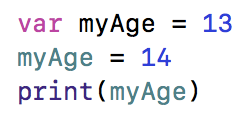 var myAge = 13
myAge = 14
print(myAge)